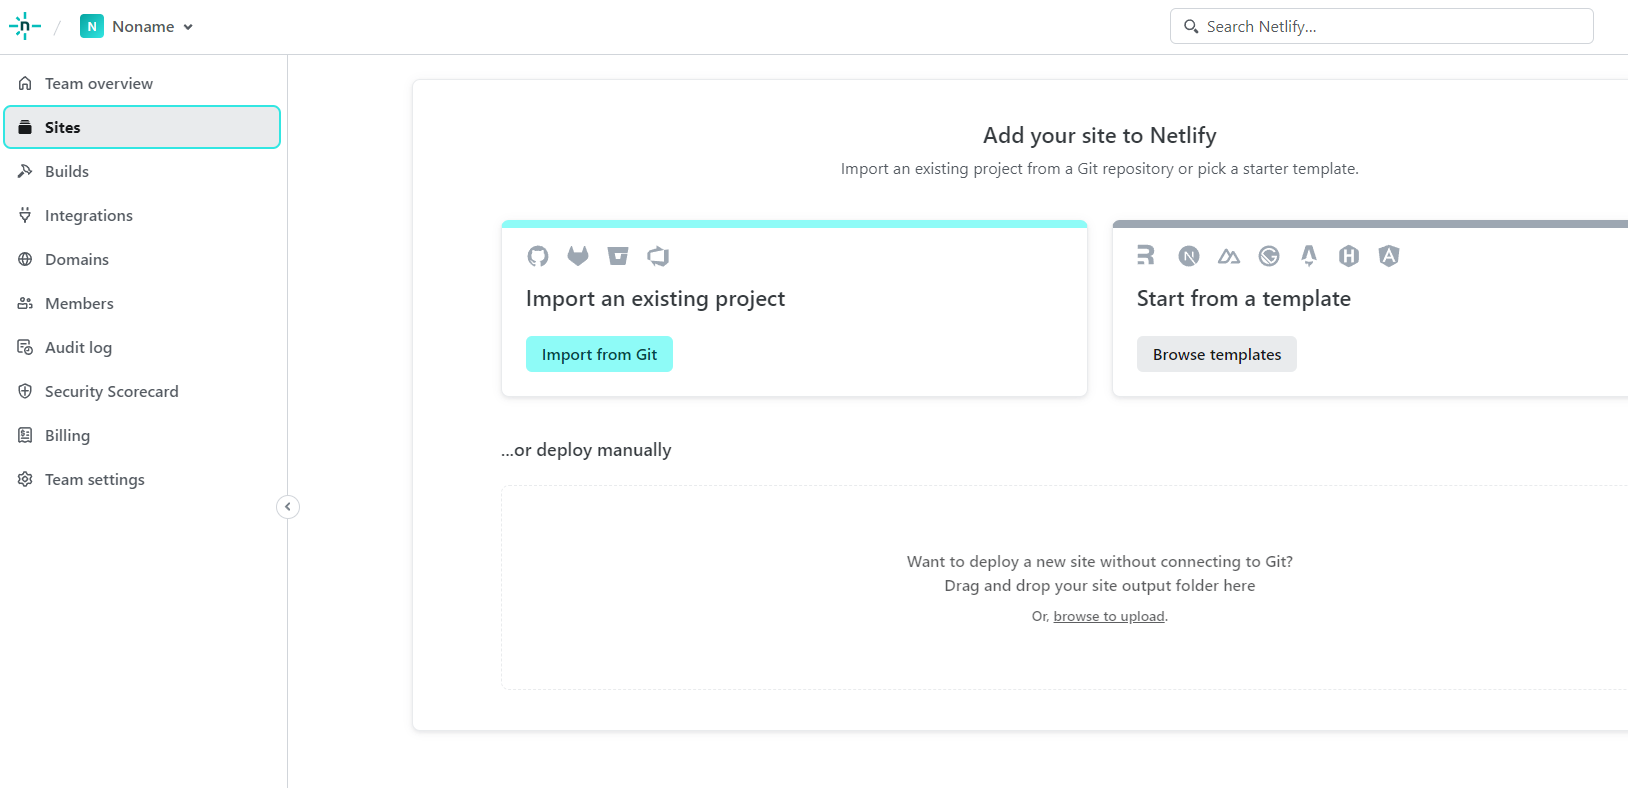 n / N Noname
Search Netlify...
Team overview
Sites
Builds
Integrations
Domains
Members
Audit log
Security Scorecard
Billing
Team settings
Add your site to Netlify
Import an existing project from a Git repository or pick a starter template.
Import an existing project
Import from Git
Start from a template
Browse templates
...or deploy manually
Want to deploy a new site without connecting to Git?
Drag and drop your site output folder here
Or, browse to upload.